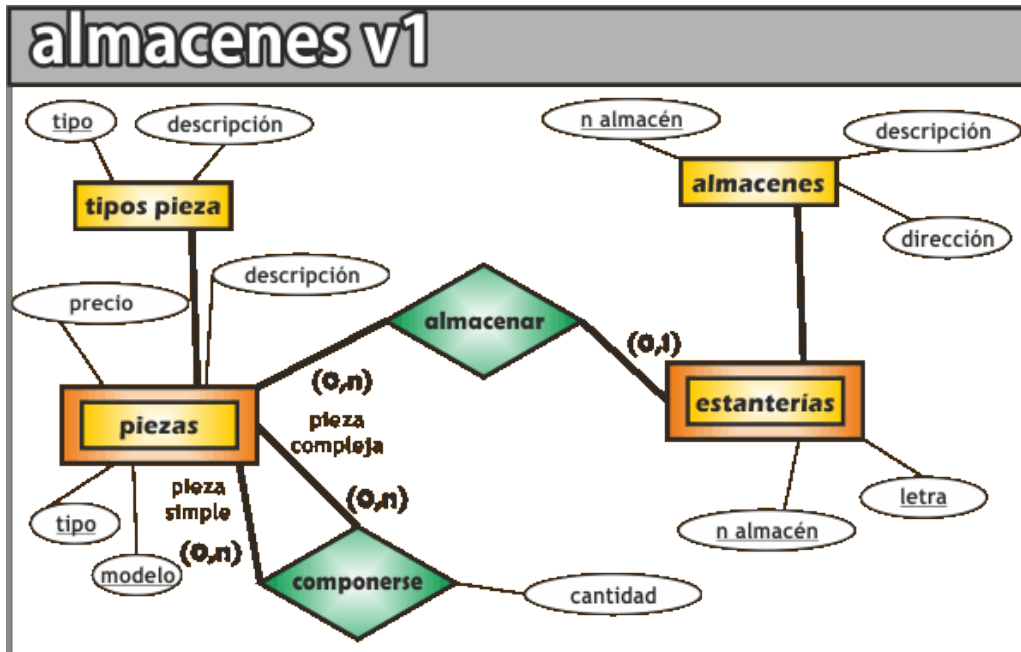 almacenes v1
tipo
descripción
n almacén
descripción
tipos pieza
almacenes
descripción
dirección
precio
almacenar
(0,n)
(0,1)
piezas
pieza
compleja
estanterías
pieza
simple
(0,n)
letra
tipo
(0,n)
n almacén
modelo
componerse
cantidad